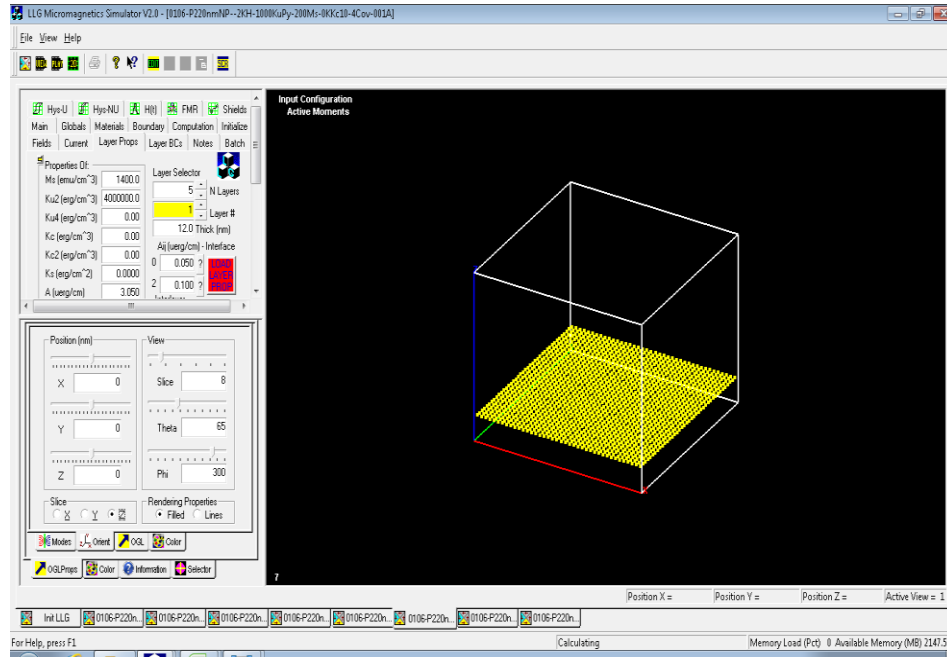 LLG Micromagnetics Simulator V2.0 - [0106-P220nmNP--2KH-1000KuPy-200Ms-0KKc10-4Cov-001A]
File View Help
Hys-U Hys-NU H(t) FMR Shields
Main Globals Materials Boundary Computation Initialize
Fields Current Layer Props Layer BCs Notes Batch
Properties Of:
Layer Selector
Ms (emu/cm^3) 1400.0
5 N Layers
Ku2 (erg/cm^3) 4000000.0
1 Layer #
Ku4 (erg/cm^3) 0.00
12.0 Thick (nm)
Kc (erg/cm^3) 0.00
Aij (uerg/cm) - Interface
Kc2 (erg/cm^3) 0.00
0 0.050 ?
LOAD
LAYER
PROP
Ks (erg/cm^2) 0.0000
2 0.100 ?
A (uerg/cm) 3.050
Position (nm)
X 0
Y 0
Z 0
View
Slice 8
Theta 65
Phi 300
Slice
X Y Z
Rendering Properties
Filled Lines
Modes Orient OGL Color
OGLProps Color Information Selector
Input Configuration
Active Moments
7
Position X = Position Y = Position Z = Active View = 1
Init LLG 0106-P220n... 0106-P220n... 0106-P220n... 0106-P220n... 0106-P220n... 0106-P220n... 0106-P220n... 0106-P220n...
For Help, press F1 Calculating Memory Load (Pct) 0 Available Memory (MB) 2147.5